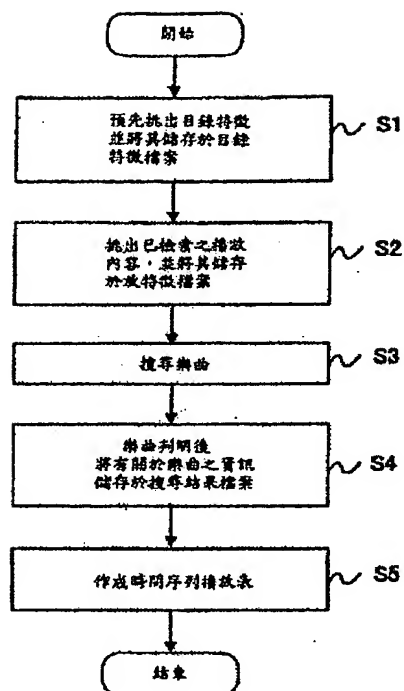 開始
預先挑出目錄特徵
並將其儲存於目錄
特徵檔案
S1
挑出已檢索之播放
內容，並將其儲存
於放特徵檔案
S2
搜尋樂曲
S3
樂曲判明後
將有關於樂曲之資訊
儲存於搜尋結果檔案
S4
作成時間序列播放表
S5
結束